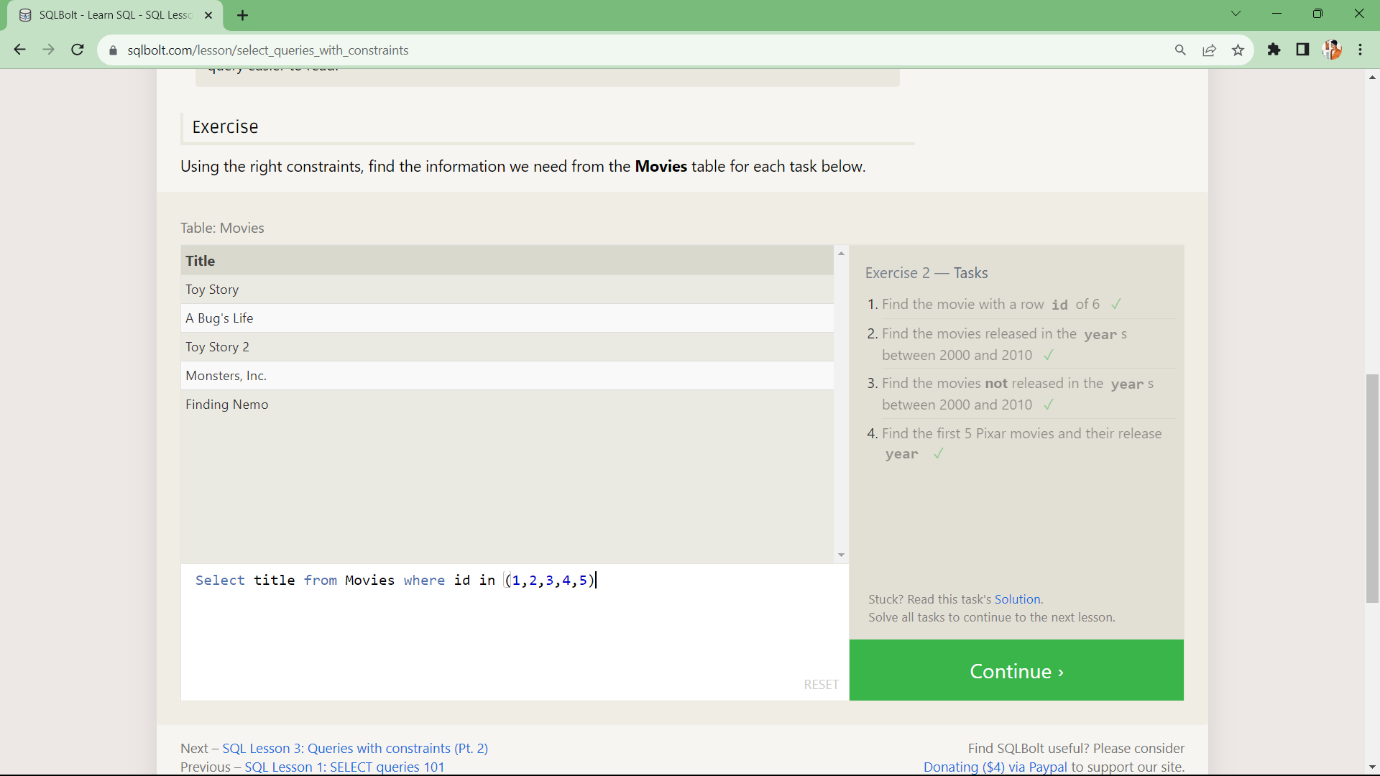 SQLBolt - Learn SQL - SQL Lesso
sqlbolt.com/lesson/select_queries_with_constraints
query easier to read.
Exercise
Using the right constraints, find the information we need from the Movies table for each task below.
Table: Movies
Title
Toy Story
A Bug's Life
Toy Story 2
Monsters, Inc.
Finding Nemo
Select title from Movies where id in (1,2,3,4,5)
RESET
Exercise 2 — Tasks
1. Find the movie with a row id of 6 ✓
2. Find the movies released in the year s
between 2000 and 2010 ✓
3. Find the movies not released in the year s
between 2000 and 2010 ✓
4. Find the first 5 Pixar movies and their release
year ✓
Stuck? Read this task's Solution.
Solve all tasks to continue to the next lesson.
Continue ›
Next – SQL Lesson 3: Queries with constraints (Pt. 2)
Previous – SQL Lesson 1: SELECT queries 101
Find SQLBolt useful? Please consider
Donating ($4) via Paypal to support our site.